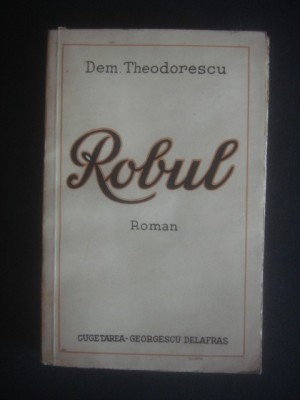 Dem. Theodorescu
Robul
Roman
CUGETAREA - GEORGESCU DELAFRAS